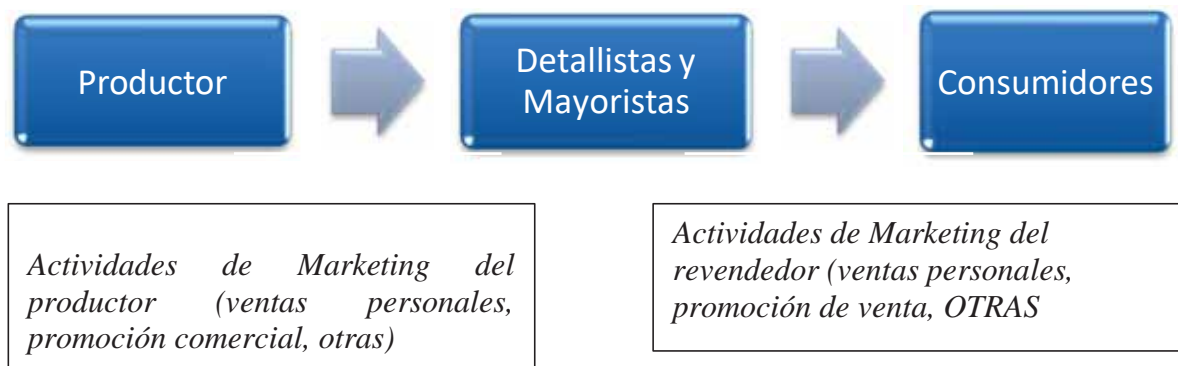 Productor
Detallistas y
Mayoristas
Consumidores
Actividades de Marketing del
productor (ventas personales,
promoción comercial, otras)
Actividades de Marketing del
revendedor (ventas personales,
promoción de venta, OTRAS